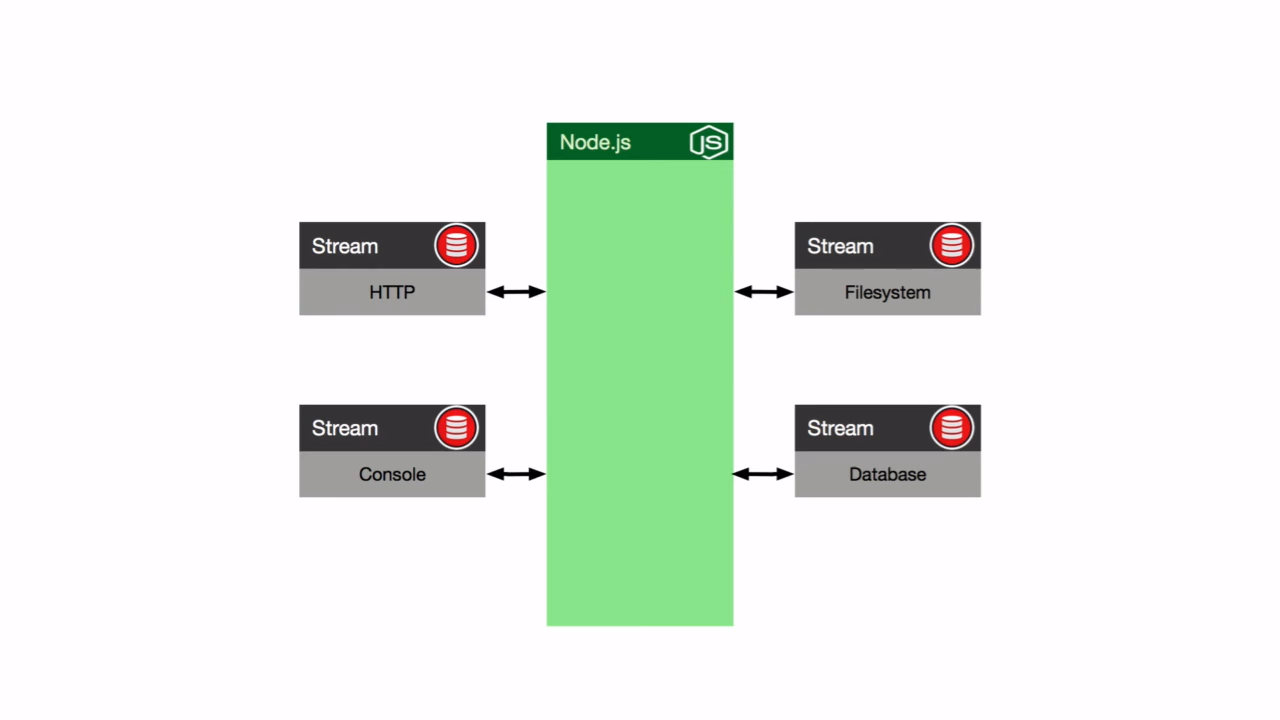 Node.js
JS
Stream
HTTP
Stream
Filesystem
Stream
Console
Stream
Database